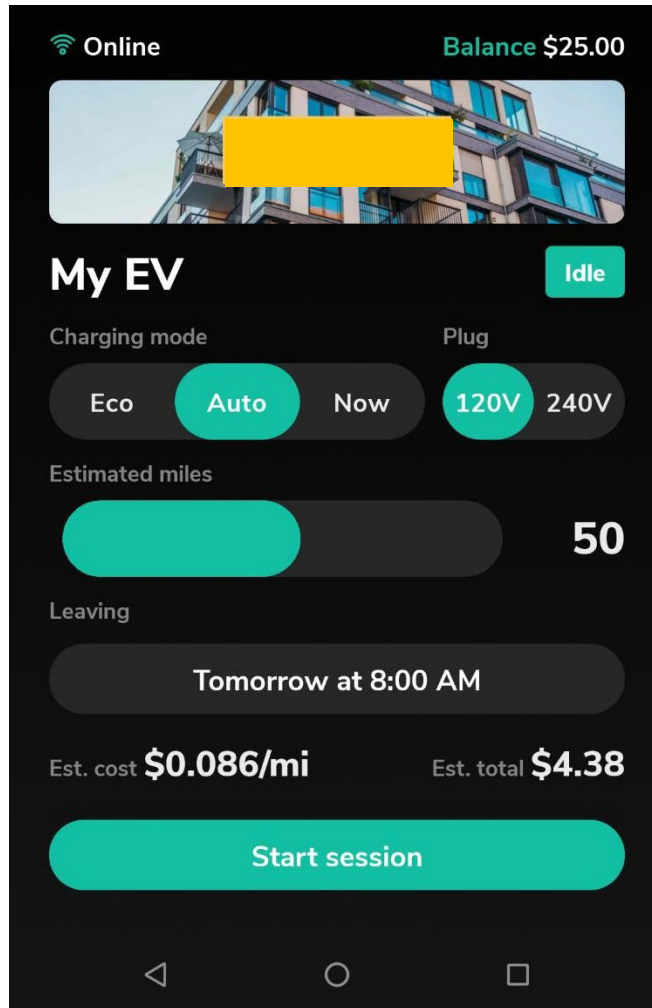 Online Balance $25.00
My EV Idle
Charging mode Plug
Eco Auto Now 120V 240V
Estimated miles
50
Leaving
Tomorrow at 8:00 AM
Est. cost $0.086/mi Est. total $4.38
Start session